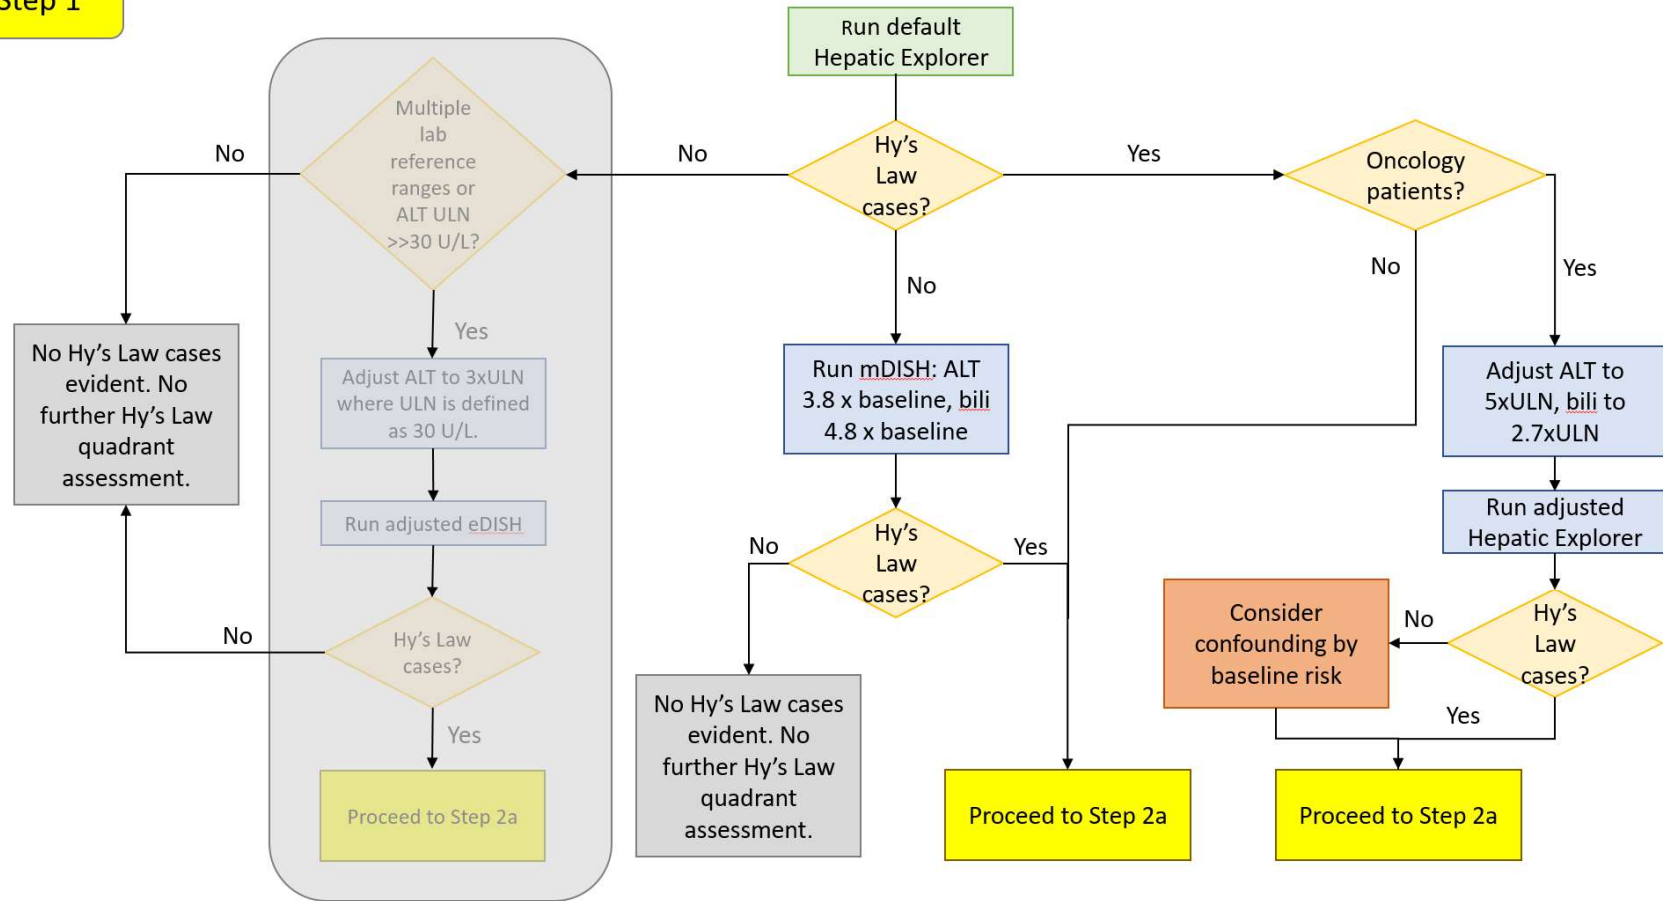 Step 1
Run default
Hepatic Explorer
Multiple
lab
reference
ranges or
ALT ULN
>>30 U/L?
No
No
Hy's
Law
cases?
Yes
Oncology
patients?
No
Yes
No
Yes
No Hy's Law cases
evident. No
further Hy's Law
quadrant
assessment.
Adjust ALT to 3xULN
where ULN is defined
as 30 U/L.
Run mDISH: ALT
3.8 x baseline, bili
4.8 x baseline
Adjust ALT to
5xULN, bili to
2.7xULN
Run adjusted eDISH
Run adjusted
Hepatic Explorer
No
Hy's
Law
cases?
Yes
No
Hy's Law
cases?
Yes
Consider
confounding by
baseline risk
No
Hy's
Law
cases?
Yes
No Hy's Law cases
evident. No
further Hy's Law
quadrant
assessment.
Proceed to Step 2a
Proceed to Step 2a
Proceed to Step 2a